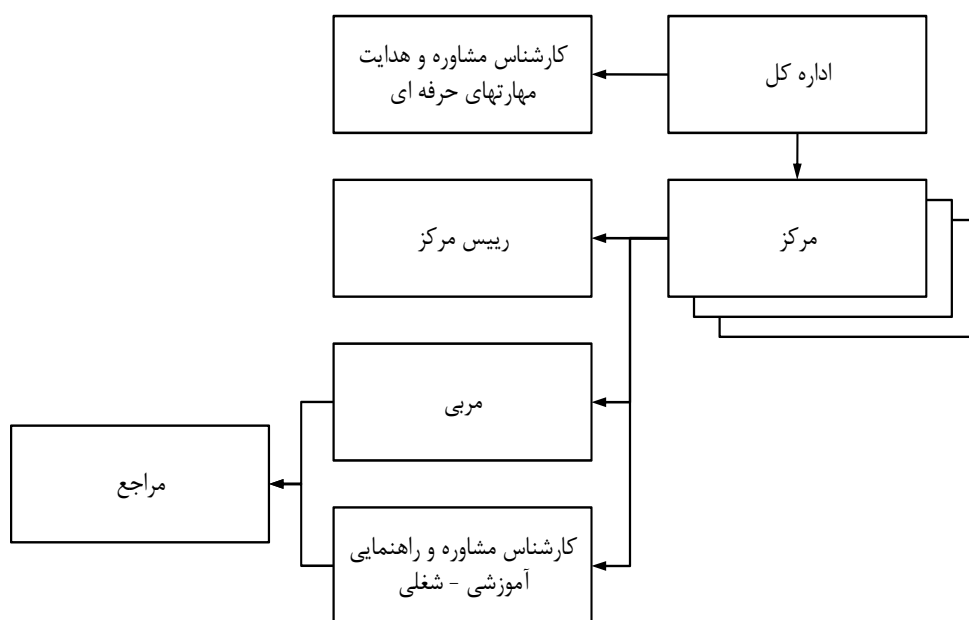 اداره کل
کارشناس مشاوره و هدایت
مهارتهای حرفه ای
مرکز
رییس مرکز
مربی
مراجع
کارشناس مشاوره و راهنمایی
آموزشی - شغلی